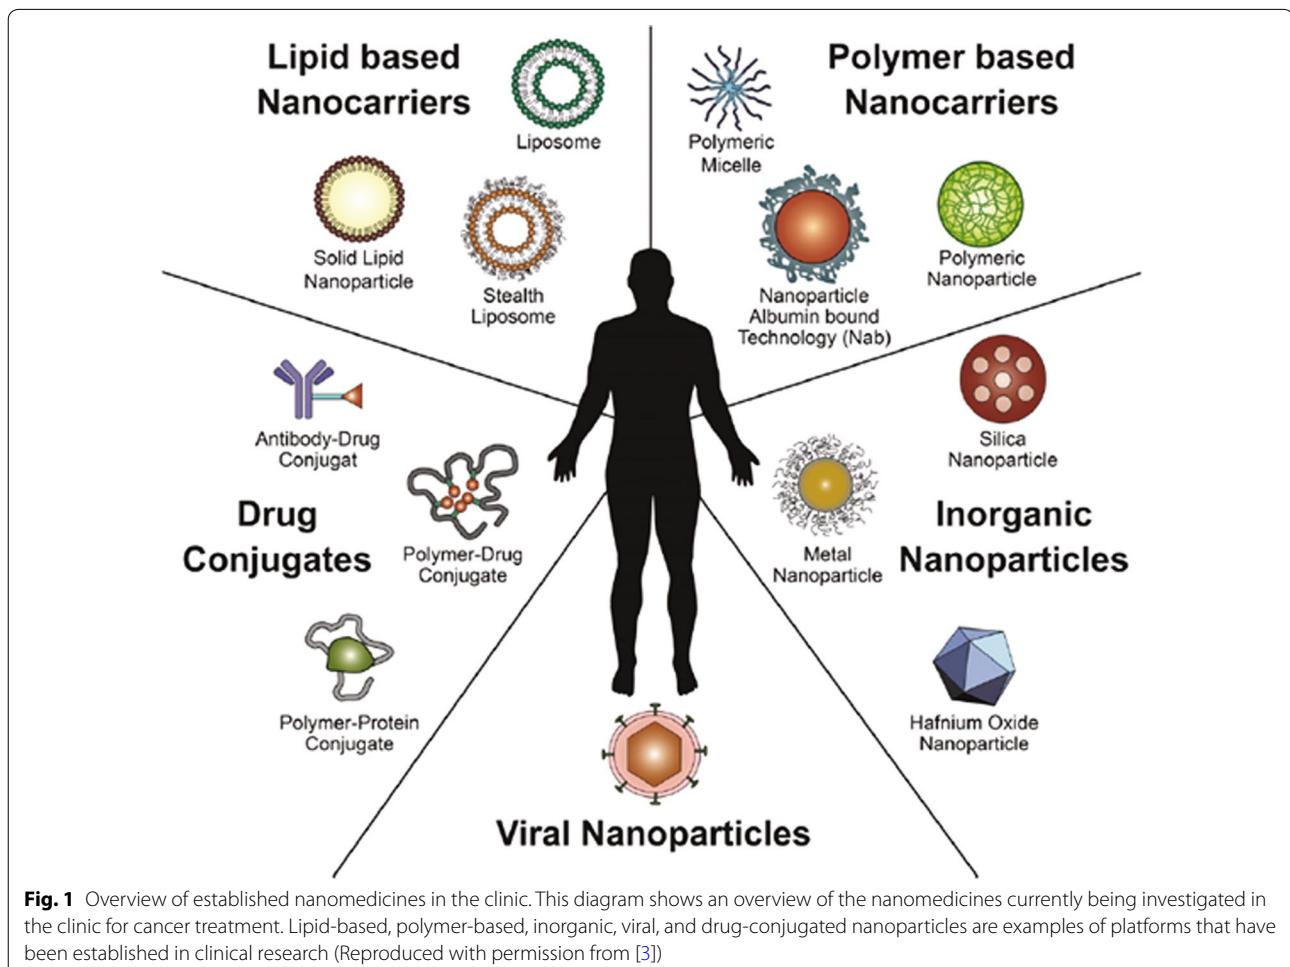 Lipid based
Nanocarriers
Liposome
Solid Lipid
Nanoparticle
Stealth
Liposome
Polymer based
Nanocarriers
Polymeric
Micelle
Nanoparticle
Albumin bound
Technology (Nab)
Polymeric
Nanoparticle
Antibody-Drug
Conjugat
Drug
Conjugates
Polymer-Drug
Conjugate
Polymer-Protein
Conjugate
Silica
Nanoparticle
Metal
Nanoparticle
Inorganic
Nanoparticles
Hafnium Oxide
Nanoparticle
Viral Nanoparticles
Fig. 1 Overview of established nanomedicines in the clinic. This diagram shows an overview of the nanomedicines currently being investigated in
the clinic for cancer treatment. Lipid-based, polymer-based, inorganic, viral, and drug-conjugated nanoparticles are examples of platforms that have
been established in clinical research (Reproduced with permission from [3])